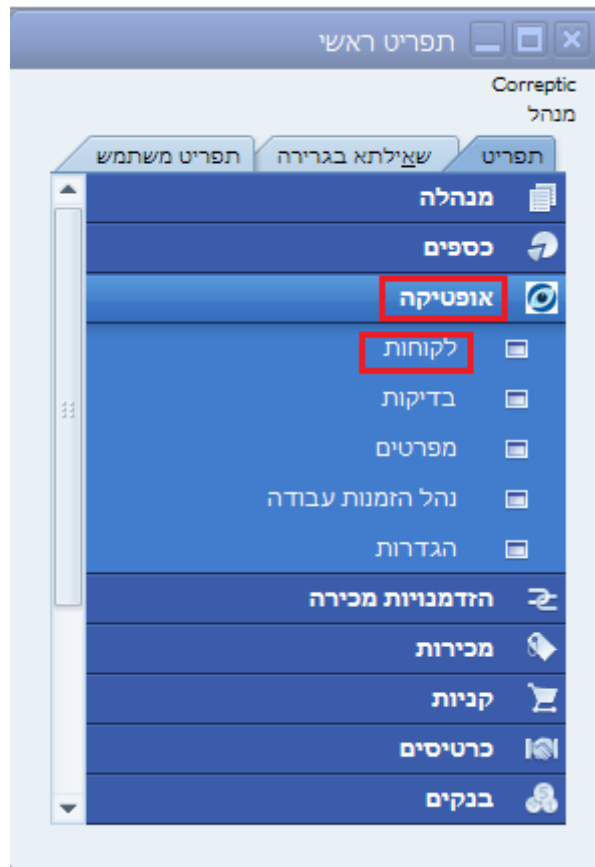 תפריט ראשי
Correptic
מנהל
תפריט שאילתא בגרירה תפריט משתמש
מנהלה
כספים
אופטיקה
לקוחות
בדיקות
מפרטים
נהל הזמנות עבודה
הגדרות
הזדמנויות מכירה
מכירות
קניות
כרטיסים
בנקים